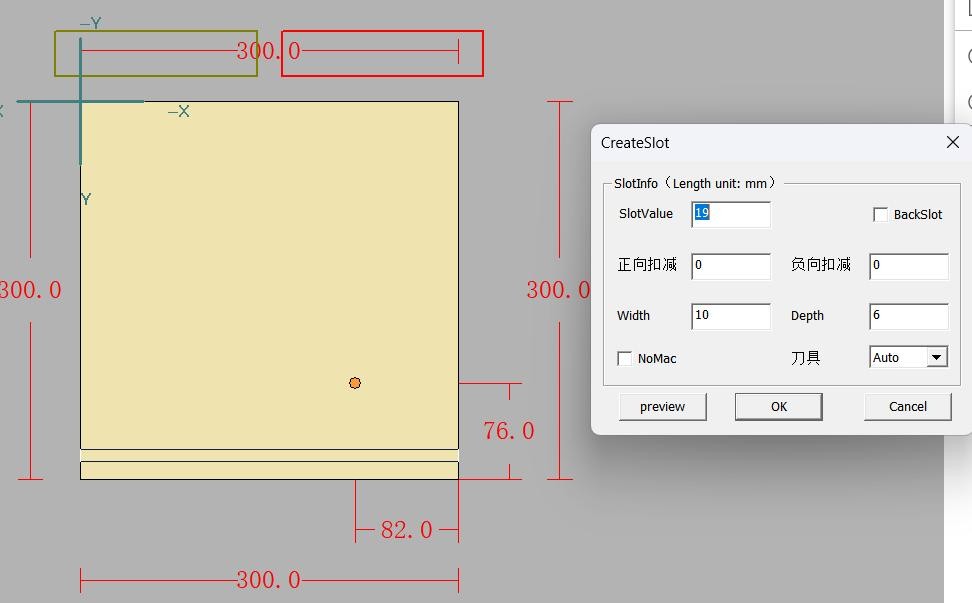 —Y
300.0
—X
Y
300.0
300.0
76.0
82.0
300.0
CreateSlot
SlotInfo（Length unit: mm）
SlotValue 19 BackSlot
正向扣减 0 负向扣减 0
Width 10 Depth 6
NoMac 刀具 Auto
preview OK Cancel